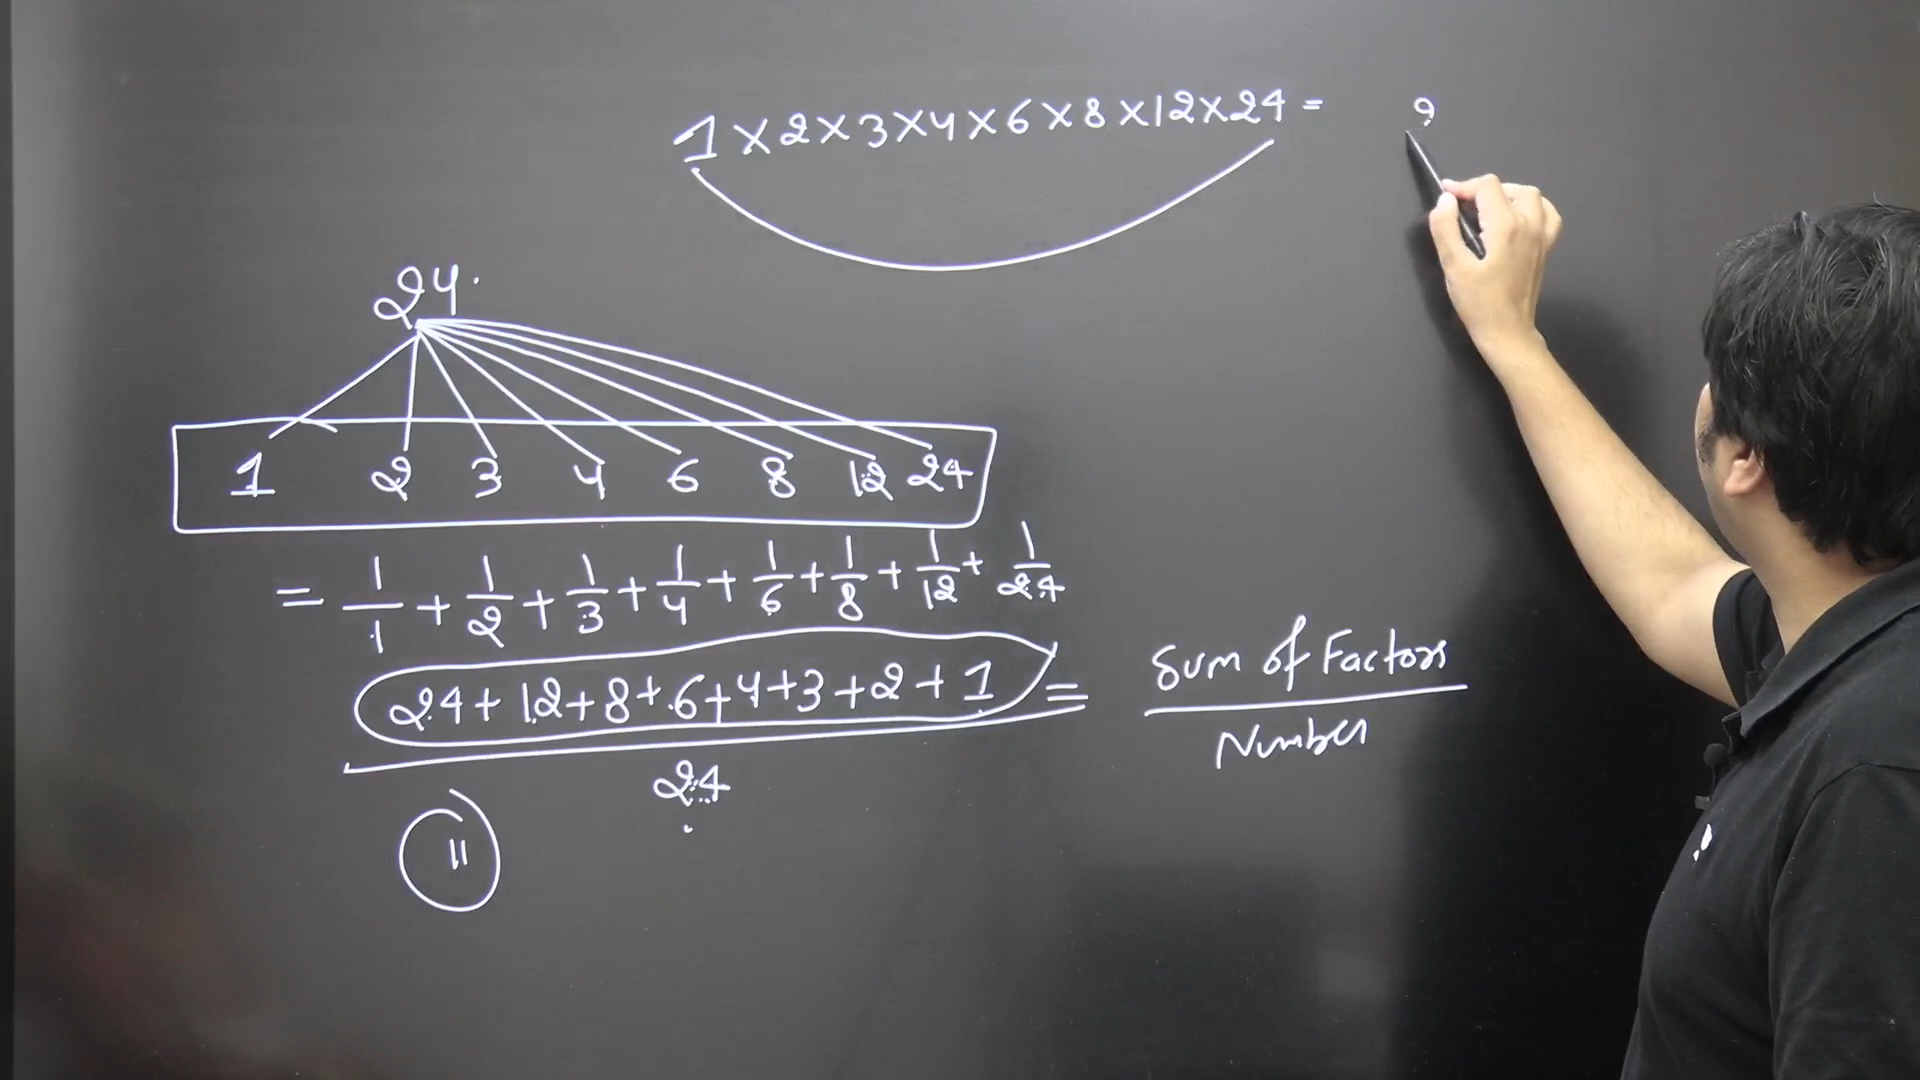 1 × 2 × 3 × 4 × 6 × 8 × 12 × 24 =
24.
1 2 3 4 6 8 12 24
= 1/1 + 1/2 + 1/3 + 1/4 + 1/6 + 1/8 + 1/12 + 1/24
24 + 12 + 8 + 6 + 4 + 3 + 2 + 1 = Sum of Factors
24 Number
11